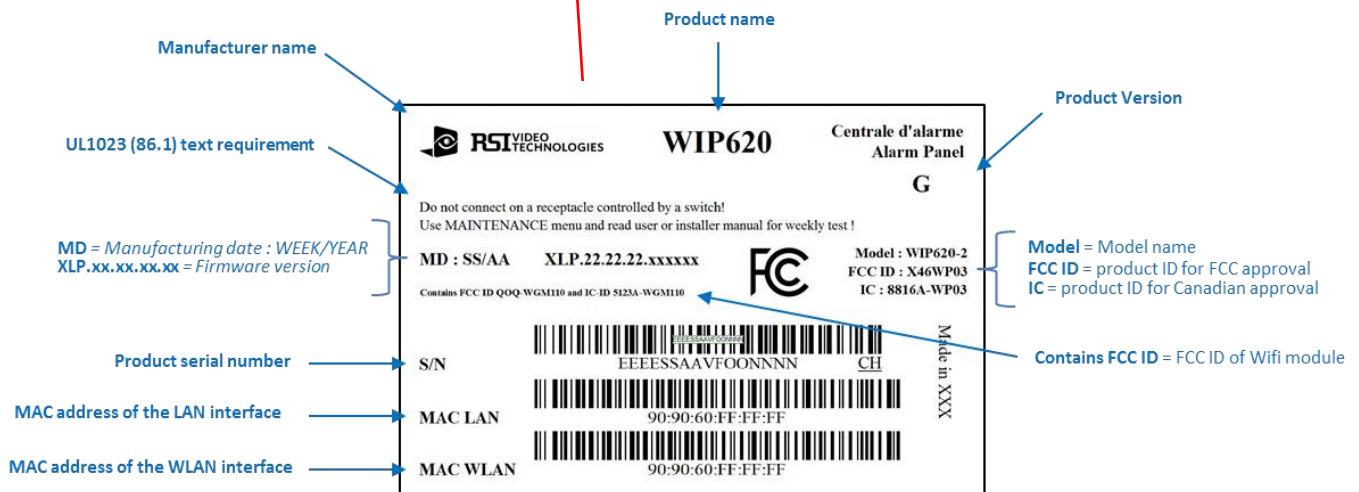 Product name
Manufacturer name
Product Version
RSI VIDEO TECHNOLOGIES
WIP620
Centrale d'alarme
Alarm Panel
G
UL1023 (86.1) text requirement
Do not connect on a receptacle controlled by a switch!
Use MAINTENANCE menu and read user or installer manual for weekly test !
MD = Manufacturing date : WEEK/YEAR
XLP.xx.xx.xx.xx = Firmware version
MD : SS/AA XLP.22.22.22.xxxxxx
FC
Model : WIP620-2
FCC ID : X46WP03
IC : 8816A-WP03
Model = Model name
FCC ID = product ID for FCC approval
IC = product ID for Canadian approval
Contains FCC ID QOQ-WGM110 and IC-ID 5123A-WGM110
Contains FCC ID = FCC ID of Wifi module
Product serial number
S/N
EEEESSAAVFOONNNN
EEEESSAAVFOONNNN CH
Made in XXX
MAC address of the LAN interface
MAC LAN
90:90:60:FF:FF:FF
MAC address of the WLAN interface
MAC WLAN
90:90:60:FF:FF:FF